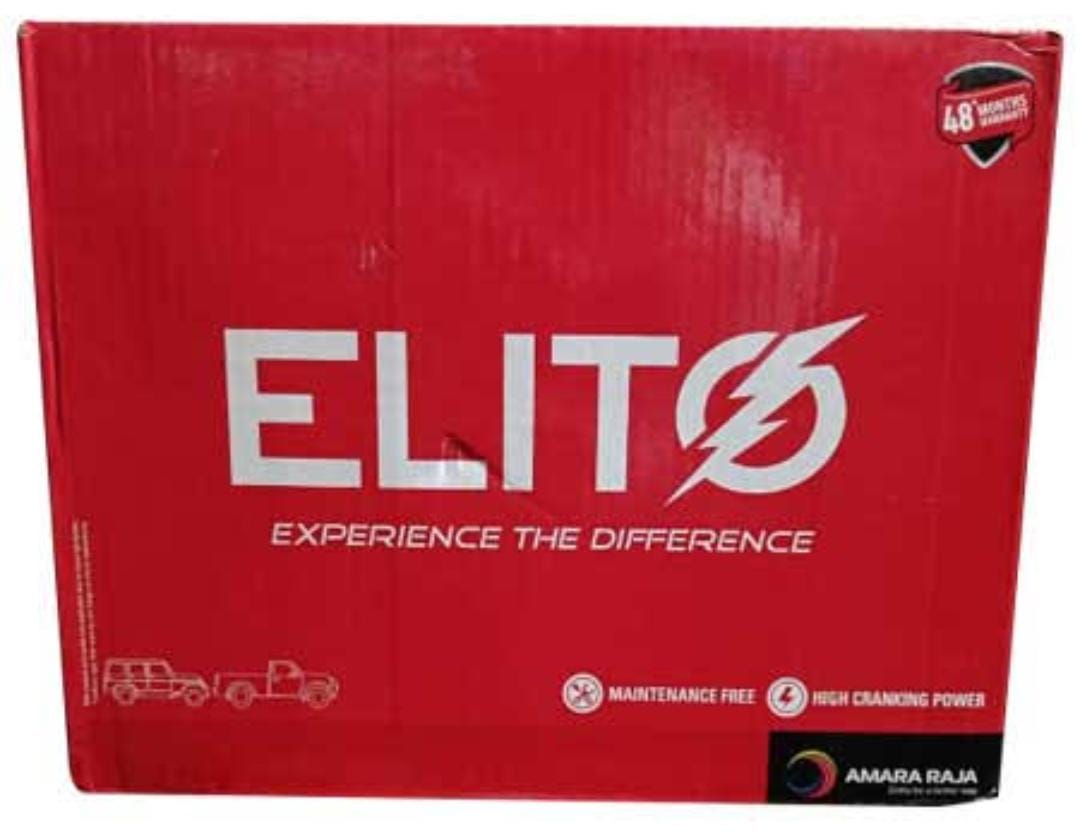 48* MONTHS
WARRANTY
ELITO
EXPERIENCE THE DIFFERENCE
MAINTENANCE FREE
HIGH CRANKING POWER
AMARA RAJA